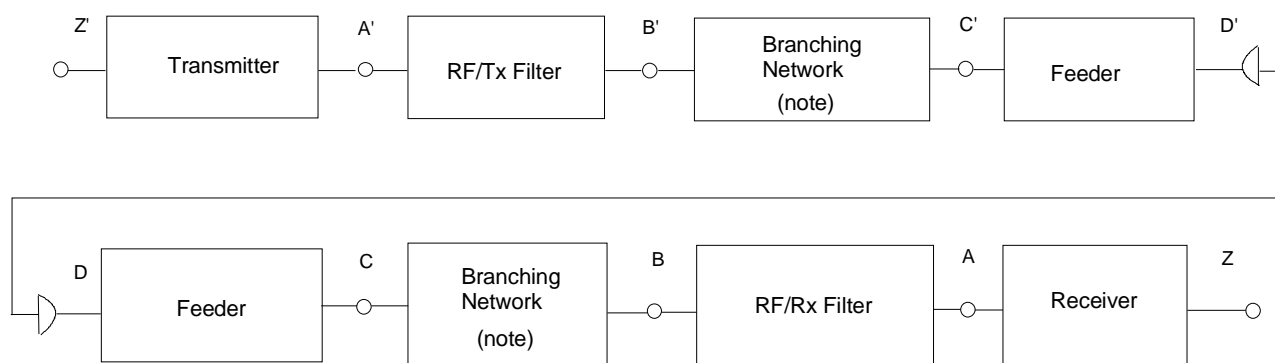 Z'
A'
B'
C'
D'
Transmitter
RF/Tx Filter
Branching
Network
(note)
Feeder
D
C
B
A
Z
Feeder
Branching
Network
(note)
RF/Rx Filter
Receiver